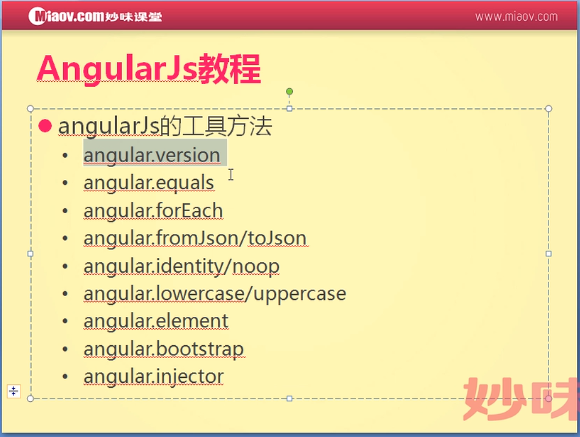 Miaov.com妙味课堂
www.miaov.com
AngularJs教程
angularJs的工具方法
angular.version
angular.equals
angular.forEach
angular.fromJson/toJson
angular.identity/noop
angular.lowercase/uppercase
angular.element
angular.bootstrap
angular.injector
妙味